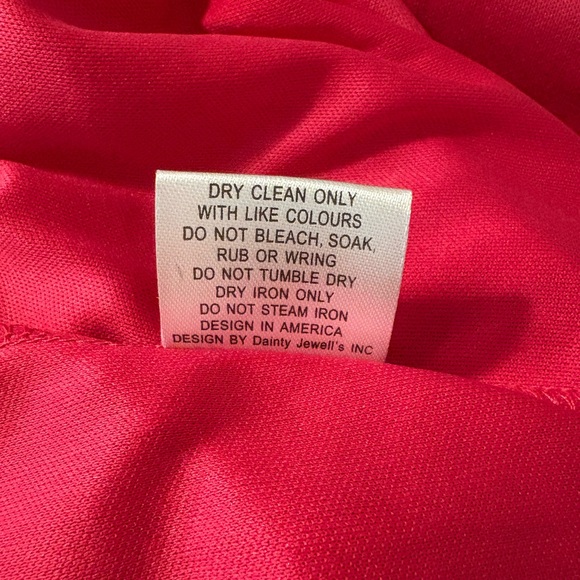 DRY CLEAN ONLY
WITH LIKE COLOURS
DO NOT BLEACH, SOAK,
RUB OR WRING
DO NOT TUMBLE DRY
DRY IRON ONLY
DO NOT STEAM IRON
DESIGN IN AMERICA
DESIGN BY Dainty Jewell's INC